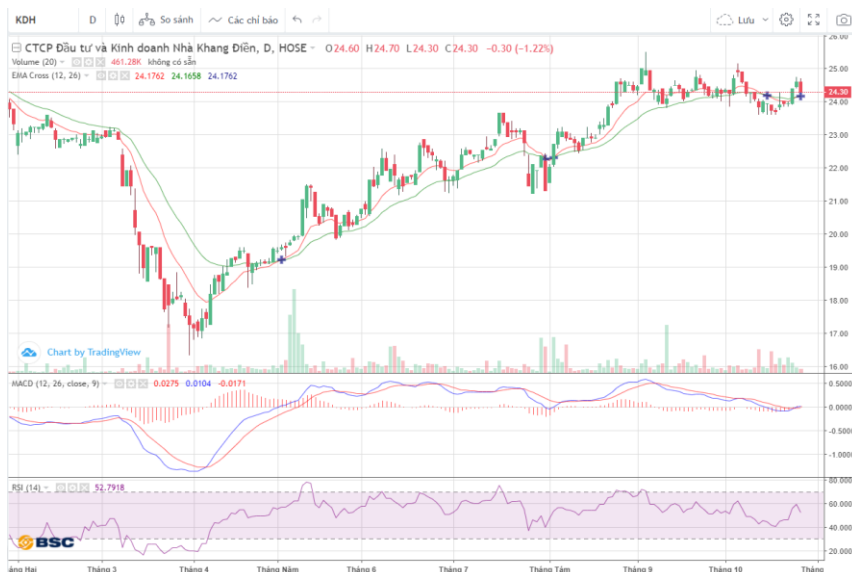 KDH D So sánh Các chỉ báo Lưu
CTCP Đầu tư và Kinh doanh Nhà Khang Điền, D, HOSE O24.60 H24.70 L24.30 C24.30 -0.30 (-1.22%)
Volume (20) 461.28K không có sẵn
EMA Cross (12, 26) 24.1762 24.1658 24.1762
26.00
25.00
24.30
24.00
23.00
22.00
21.00
20.00
19.00
18.00
17.00
16.00
Chart by TradingView
MACD (12, 26, close, 9) 0.0275 0.0104 -0.0171
0.5000
0.0000
-0.5000
-1.0000
RSI (14) 52.7918
80.000
60.000
40.000
20.000
BSC
áng Hai Tháng 3 Tháng 4 Tháng Năm Tháng 6 Tháng 7 Tháng Tám Tháng 9 Tháng 10 Tháng